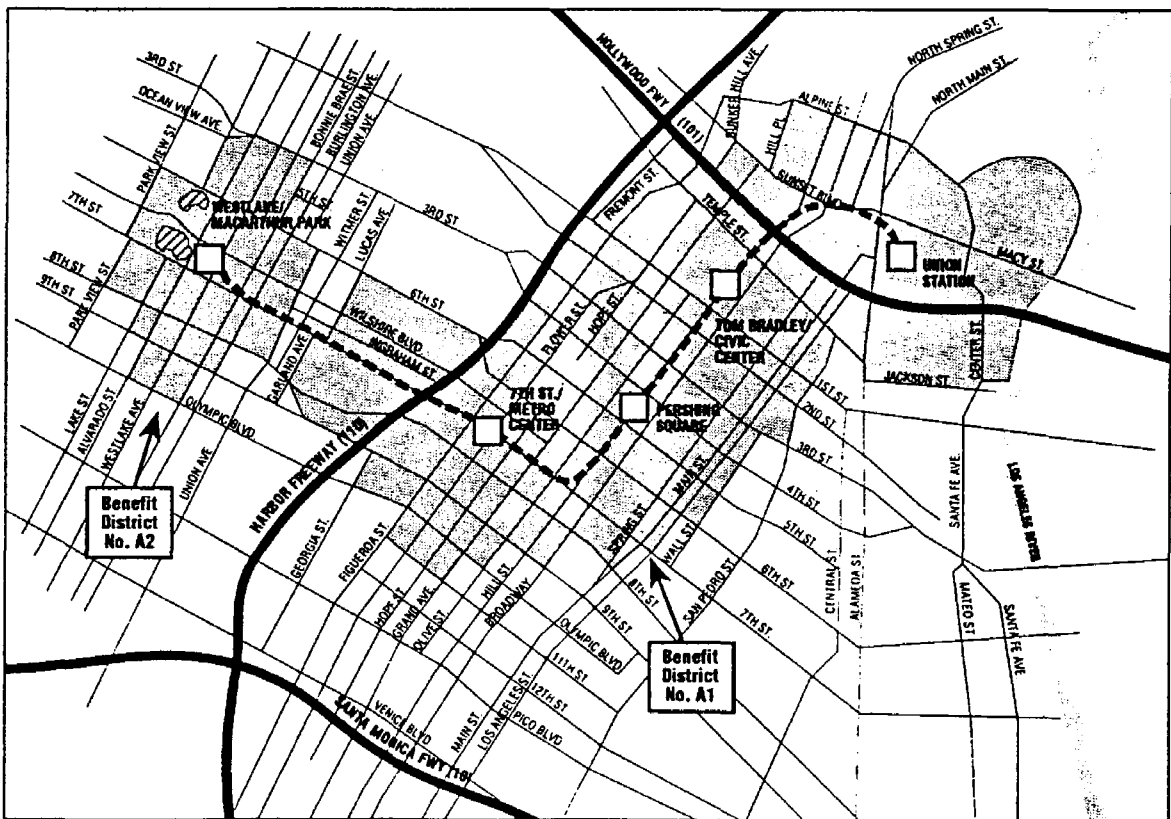 3RD ST
OCEAN VIEW AVE.
PARK VIEW ST.
7TH ST
8TH ST.
9TH ST.
PARK VIEW ST.
BONNIE BRAE ST
BURLINGTON AVE
UNION AVE.
5TH ST
WESTLAKE/
MACARTHUR PARK
WITMER ST
LUCAS AVE.
3RD ST
6TH ST
WILSHIRE BLVD
INGRAHAM ST.
GARLAND AVE
LAKE ST.
ALVARADO ST
WESTLAKE AVE
OLYMPIC BLVD
UNION AVE
Benefit
District
No. A2
HARBOR FREEWAY (110)
HOLLYWOOD FWY
(101)
BUNKER HILL AVE.
HILL PL
ALPINE ST.
NORTH SPRING ST.
NORTH MAIN ST.
SUNSET BLVD
FREMONT ST.
TEMPLE ST.
FLOWER ST.
HOPE ST.
TOM BRADLEY/
CIVIC
CENTER
UNION
STATION
MACY ST.
CENTER ST.
JACKSON ST.
7TH ST./
METRO
CENTER
PERSHING
SQUARE
1ST ST.
2ND ST.
3RD ST.
4TH ST.
5TH ST.
6TH ST.
7TH ST.
MAIN ST.
SPRING ST.
WALL ST.
8TH ST
9TH ST.
SAN PEDRO ST.
OLYMPIC BLVD
CENTRAL ST
ALAMEDA ST.
SANTA FE AVE.
LOS ANGELES RIVER
MATEO ST
SANTA FE AVE
Benefit
District
No. A1
GEORGIA ST.
FIGUEROA ST.
HOPE ST
GRAND AVE
OLIVE ST.
HILL ST.
BROADWAY
11TH ST
12TH ST
PICO BLVD
VENICE BLVD
MAIN ST.
LOS ANGELES ST.
SANTA MONICA FWY (10)